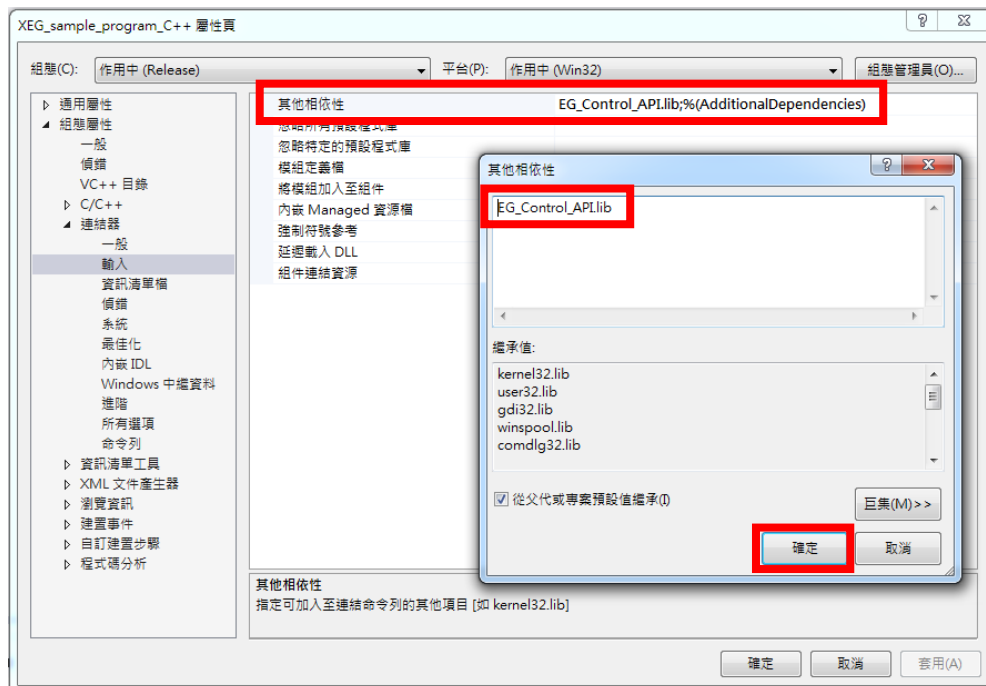 XEG_sample_program_C++ 屬性頁
組態(C): 作用中 (Release) 平台(P): 作用中 (Win32) 組態管理員(O)...
通用屬性
組態屬性
一般
偵錯
VC++ 目錄
C/C++
連結器
一般
輸入
資訊清單檔
偵錯
系統
最佳化
內嵌 IDL
Windows 中繼資料
進階
所有選項
命令列
資訊清單工具
XML 文件產生器
瀏覽資訊
建置事件
自訂建置步驟
程式碼分析
其他相依性 EG_Control_API.lib;%(AdditionalDependencies)
忽略所有預設程式庫
忽略特定的預設程式庫
模組定義檔
將模組加入至組件
內嵌 Managed 資源檔
強制符號參考
延遲載入 DLL
組件連結資源
其他相依性
EG_Control_API.lib
繼承值:
kernel32.lib
user32.lib
gdi32.lib
winspool.lib
comdlg32.lib
從父代或專案預設值繼承(I)
巨集(M)>>
確定 取消
其他相依性
指定可加入至連結命令列的其他項目 [如 kernel32.lib]
確定 取消 套用(A)